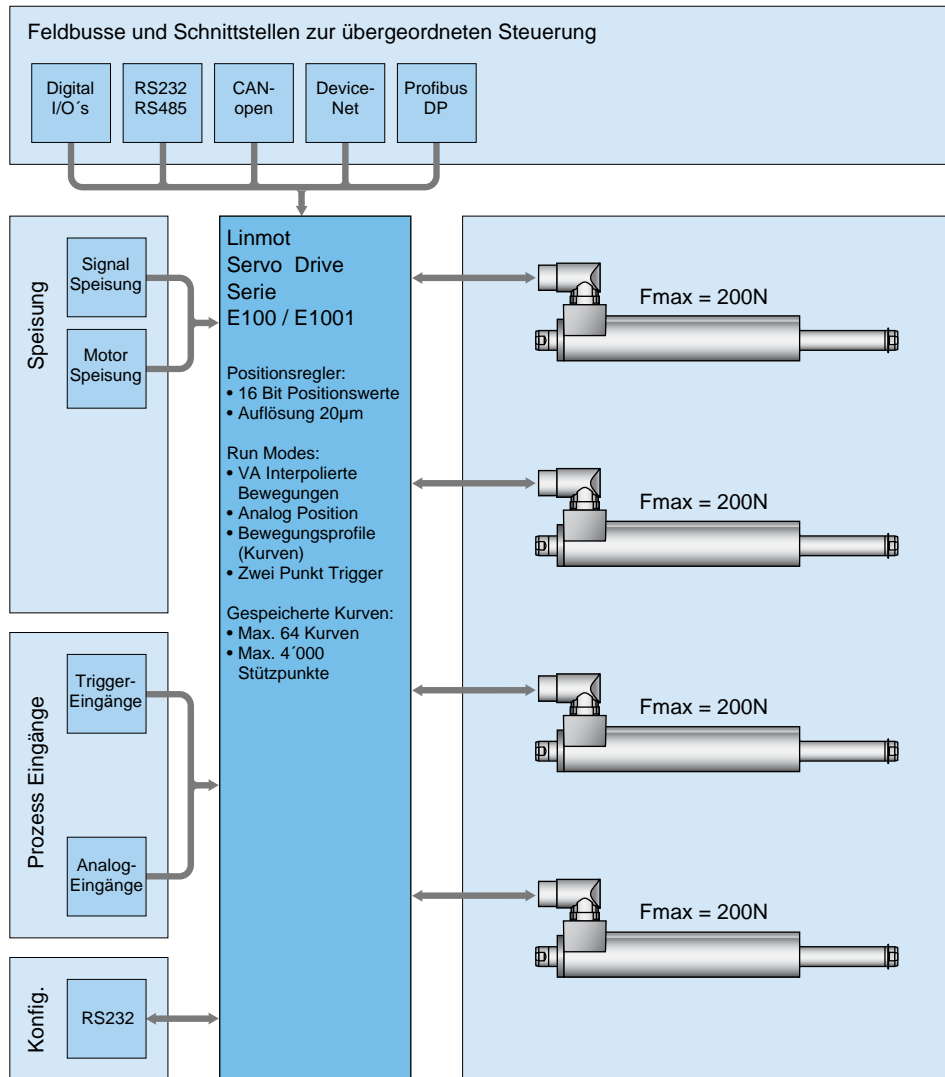 Feldbusse und Schnittstellen zur übergeordneten Steuerung
Digital
I/O´s
RS232
RS485
CAN-
open
Device-
Net
Profibus
DP
Speisung
Signal
Speisung
Motor
Speisung
Prozess Eingänge
Trigger-
Eingänge
Analog-
Eingänge
Konfig.
RS232
Linmot
Servo Drive
Serie
E100 / E1001
Positionsregler:
• 16 Bit Positionswerte
• Auflösung 20µm
Run Modes:
• VA Interpolierte
Bewegungen
• Analog Position
• Bewegungsprofile
(Kurven)
• Zwei Punkt Trigger
Gespeicherte Kurven:
• Max. 64 Kurven
• Max. 4´000
Stützpunkte
Fmax = 200N
Fmax = 200N
Fmax = 200N
Fmax = 200N